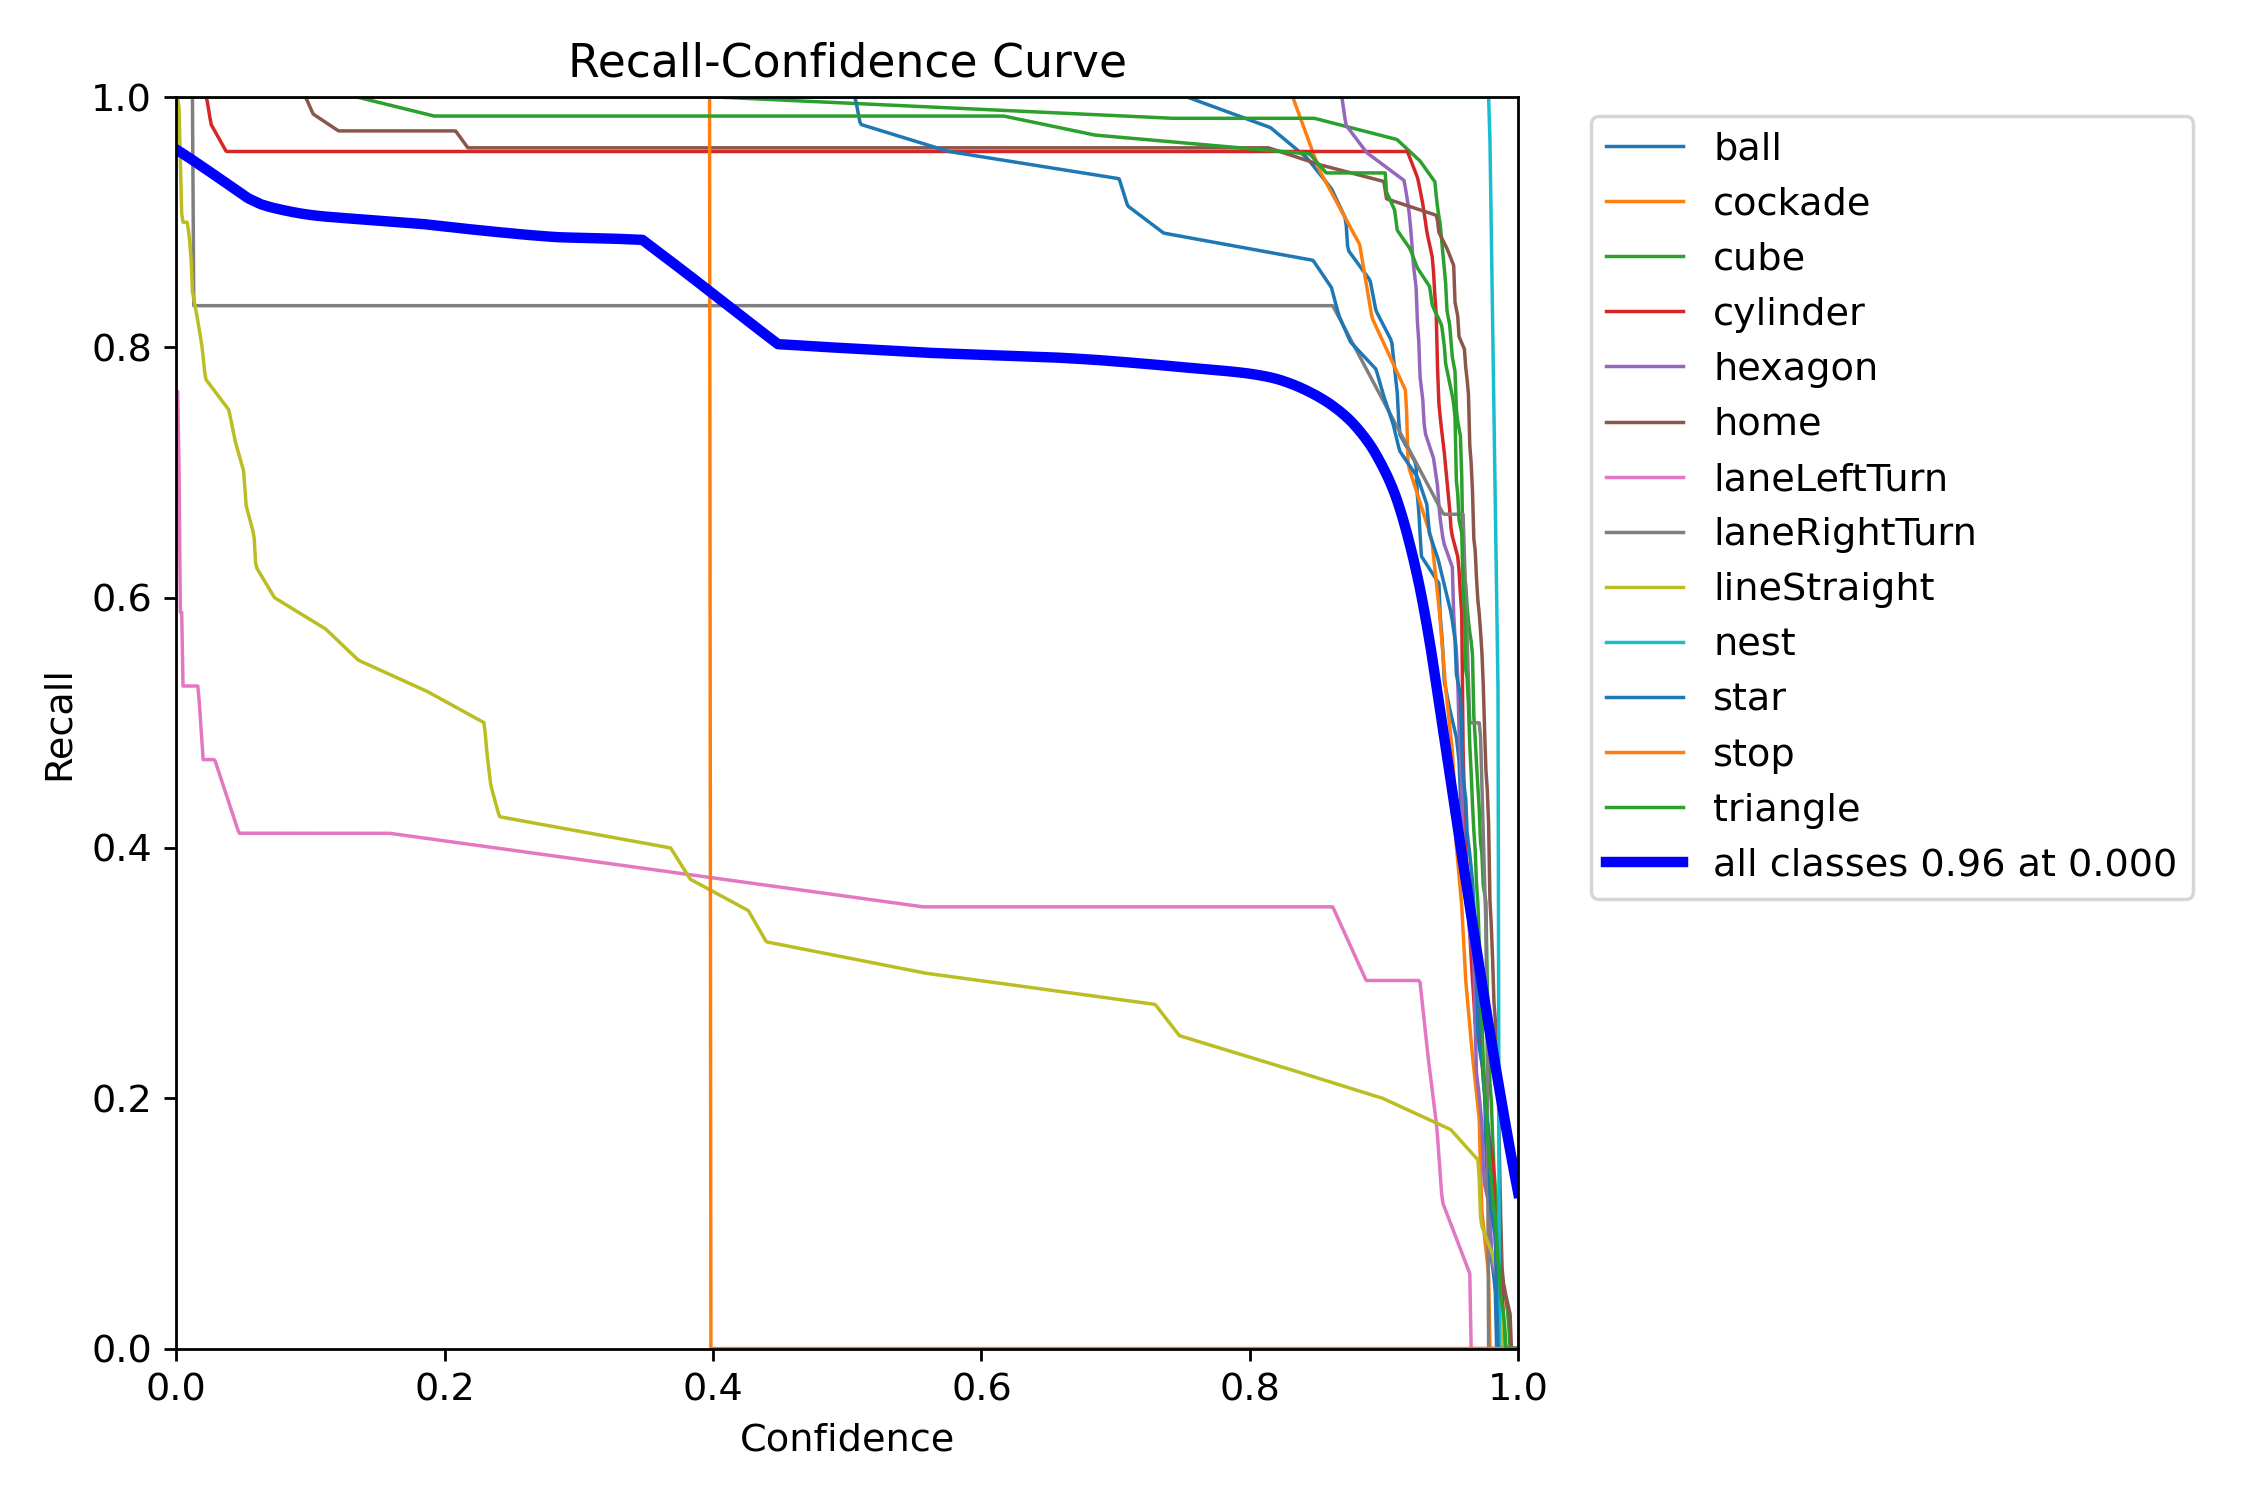 Recall-Confidence Curve
1.0
0.8
0.6
0.4
0.2
0.0
Recall
0.0 0.2 0.4 0.6 0.8 1.0
Confidence
ball
cockade
cube
cylinder
hexagon
home
laneLeftTurn
laneRightTurn
lineStraight
nest
star
stop
triangle
all classes 0.96 at 0.000